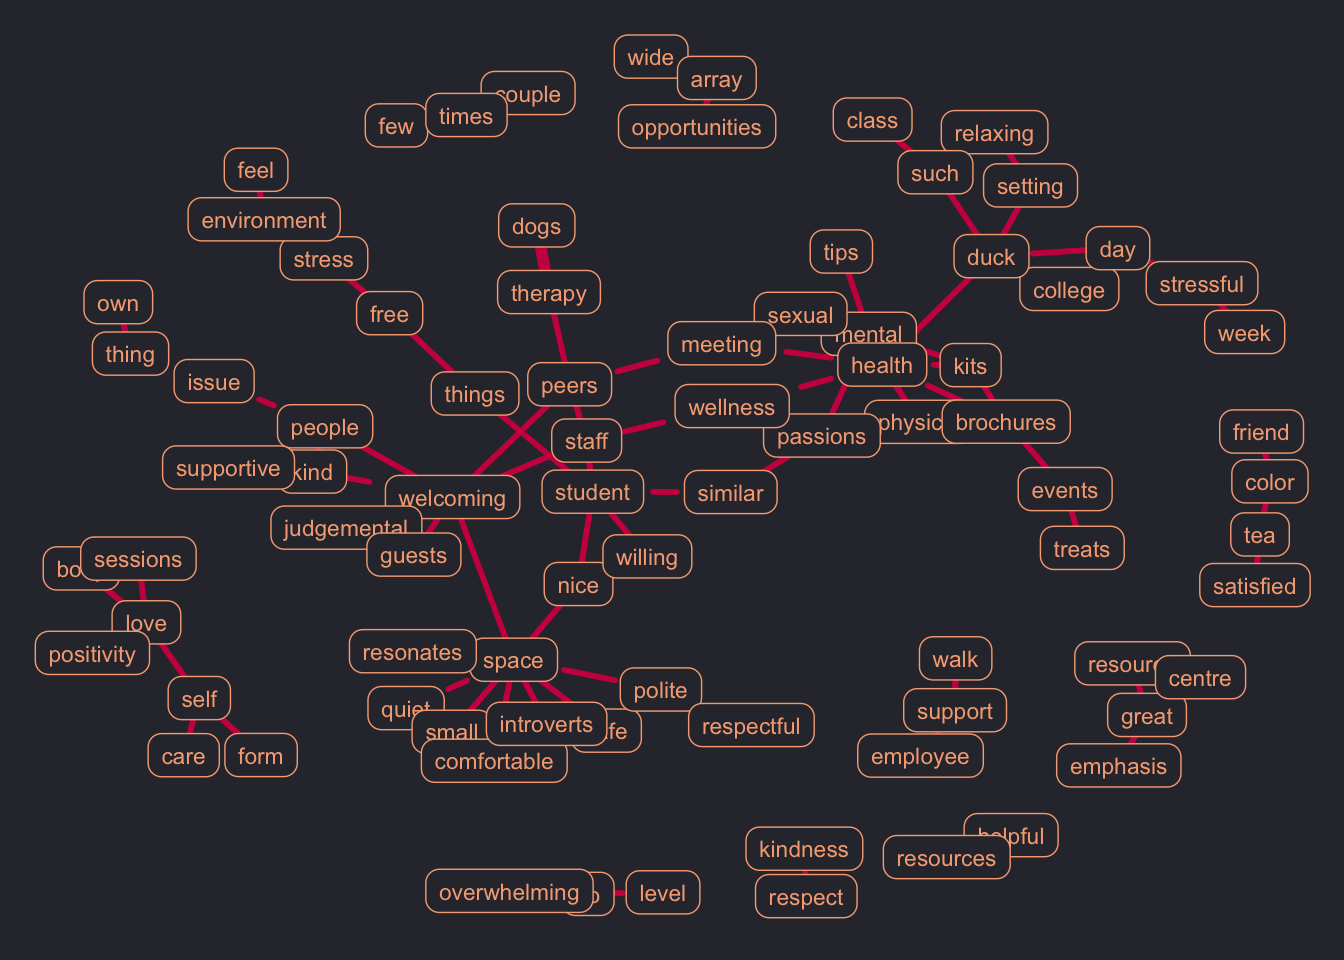 wide
array
couple
times
few
opportunities
class
relaxing
such
setting
feel
environment
stress
dogs
therapy
tips
duck
day
college
stressful
week
own
thing
free
sexual
mental
meeting
health
kits
issue
things
peers
wellness
passions
brochures
people
staff
friend
supportive
kind
welcoming
student
similar
events
color
judgemental
guests
willing
treats
tea
sessions
nice
satisfied
love
positivity
resonates
space
walk
centre
self
quiet
polite
support
great
small
introverts
respectful
care
form
comfortable
employee
emphasis
kindness
helpful
resources
overwhelming
level
respect